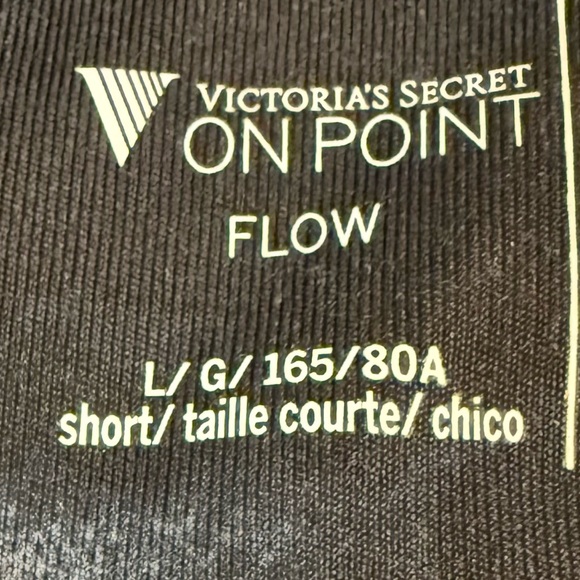 VICTORIA'S SECRET
ON POINT
FLOW
L/ G/ 165/80A
short/ taille courte/ chico